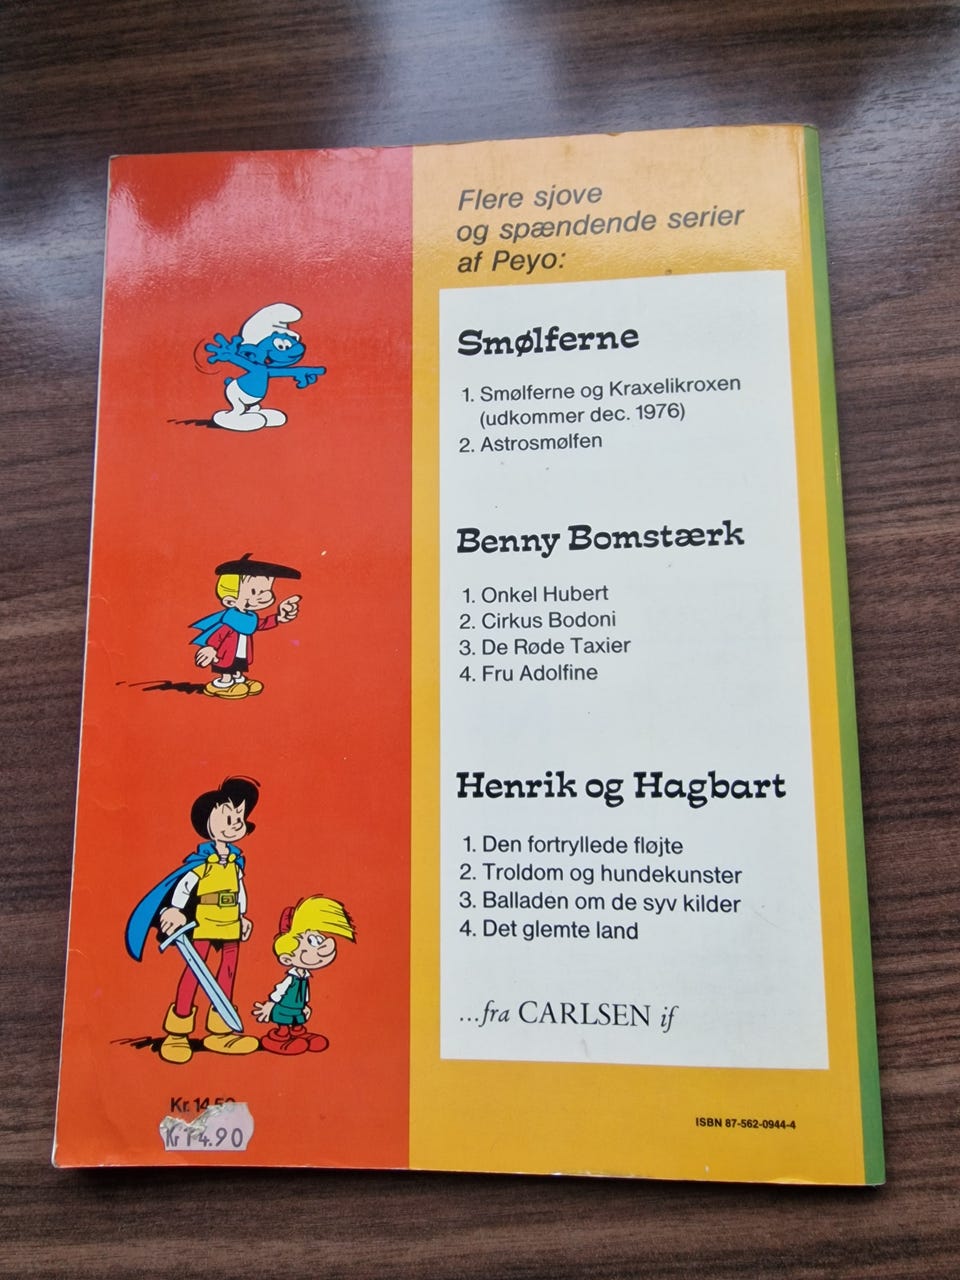 Flere sjove
og spændende serier
af Peyo:
Smølferne
1. Smølferne og Kraxelikroxen
(udkommer dec. 1976)
2. Astrosmølfen
Benny Bomstærk
1. Onkel Hubert
2. Cirkus Bodoni
3. De Røde Taxier
4. Fru Adolfine
Henrik og Hagbart
1. Den fortryllede fløjte
2. Troldom og hundekunster
3. Balladen om de syv kilder
4. Det glemte land
...fra CARLSEN if
Kr. 14.50
Kr 14.90
ISBN 87-562-0944-4